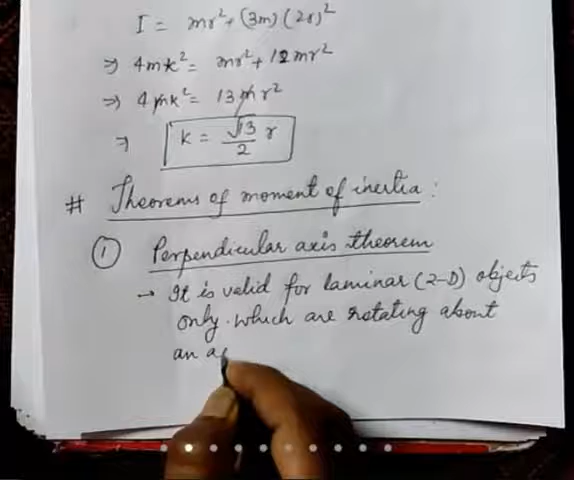 I = mr² + (3m) (2r)²
⇒ 4mk² = mr² + 12mr²
⇒ 4mk² = 13mr²
⇒ k = √13/2 r
# Theorems of moment of inertia :
① Perpendicular axis theorem
→ It is valid for laminar (2-D) objects
only. which are rotating about
an